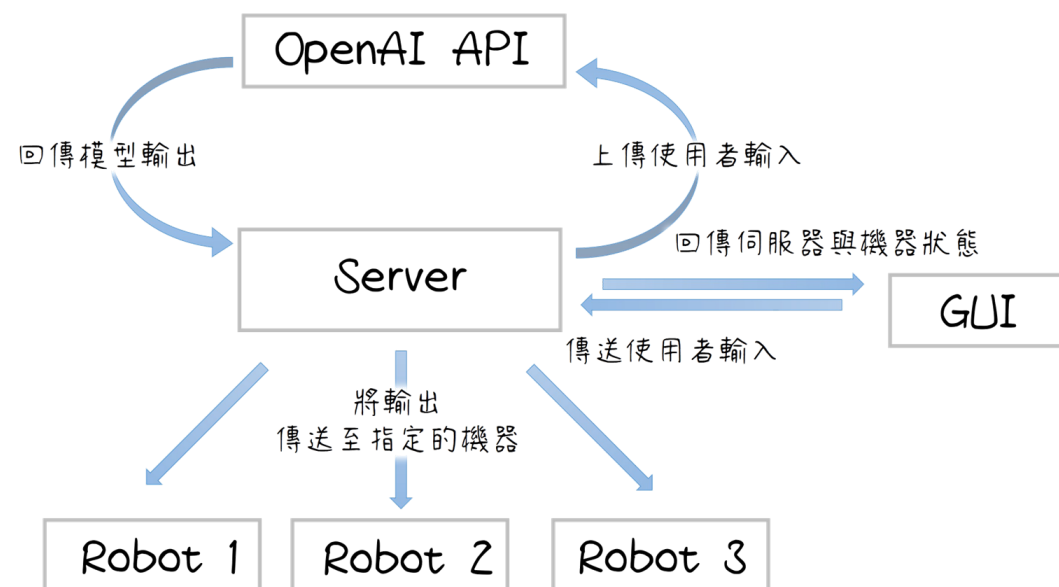 OpenAI API
回傳模型輸出
上傳使用者輸入
Server
回傳伺服器與機器狀態
GUI
傳送使用者輸入
將輸出
傳送至指定的機器
Robot 1
Robot 2
Robot 3